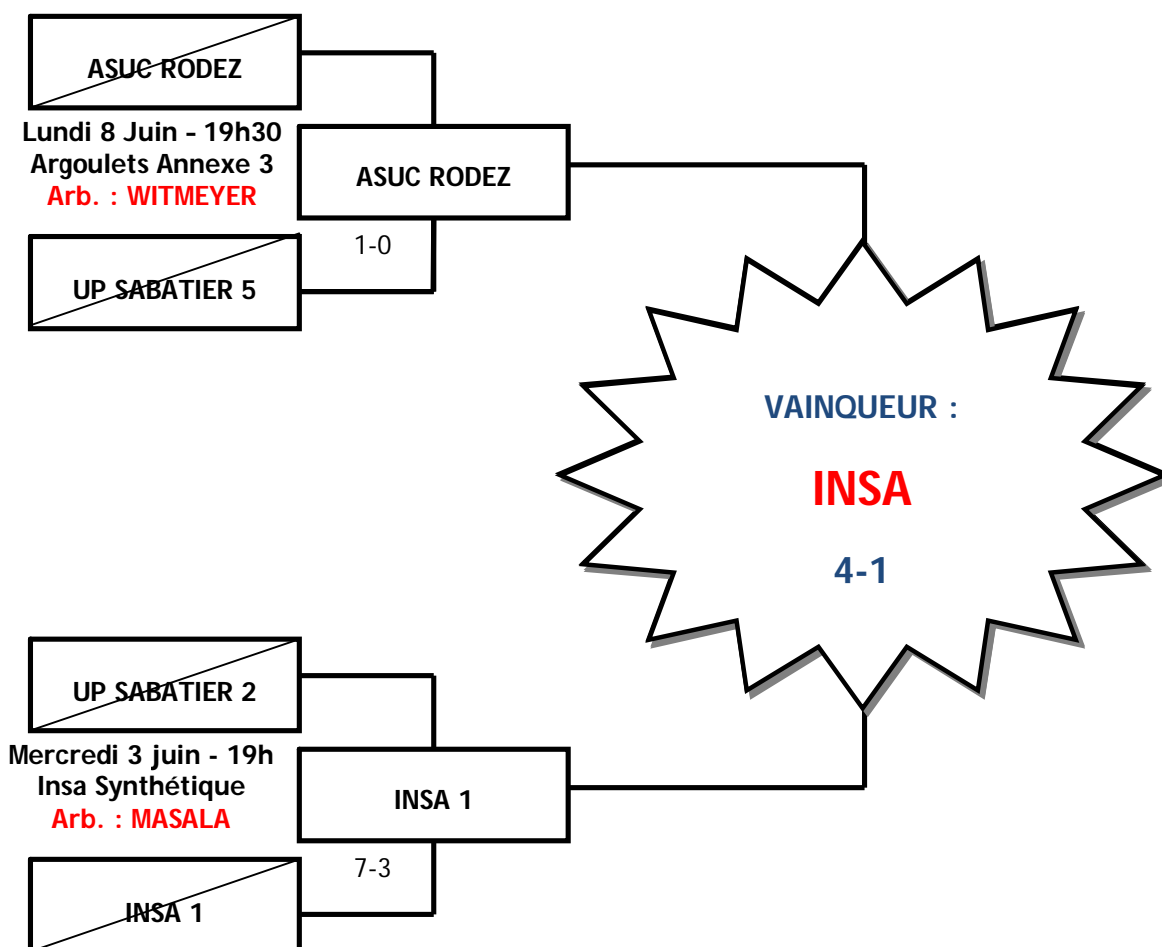 ASUC RODEZ
Lundi 8 Juin - 19h30
Argoulets Annexe 3
Arb. : WITMEYER
UP SABATIER 5
ASUC RODEZ
1-0
VAINQUEUR :
INSA
4-1
UP SABATIER 2
Mercredi 3 juin - 19h
Insa Synthétique
Arb. : MASALA
INSA 1
INSA 1
7-3